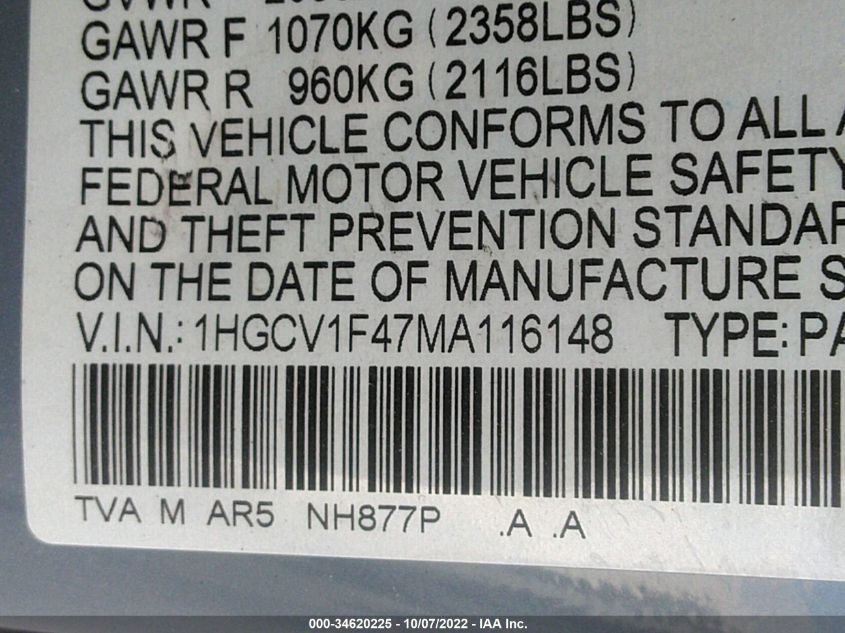 GAWR F 1070KG (2358LBS)
GAWR R 960KG (2116LBS)
THIS VEHICLE CONFORMS TO ALL
FEDERAL MOTOR VEHICLE SAFETY
AND THEFT PREVENTION STANDAR
ON THE DATE OF MANUFACTURE S
V.I.N.: 1HGCV1F47MA116148 TYPE: PA
TVA M AR5 NH877P .A .A
000-34620225 - 10/07/2022 - IAA Inc.